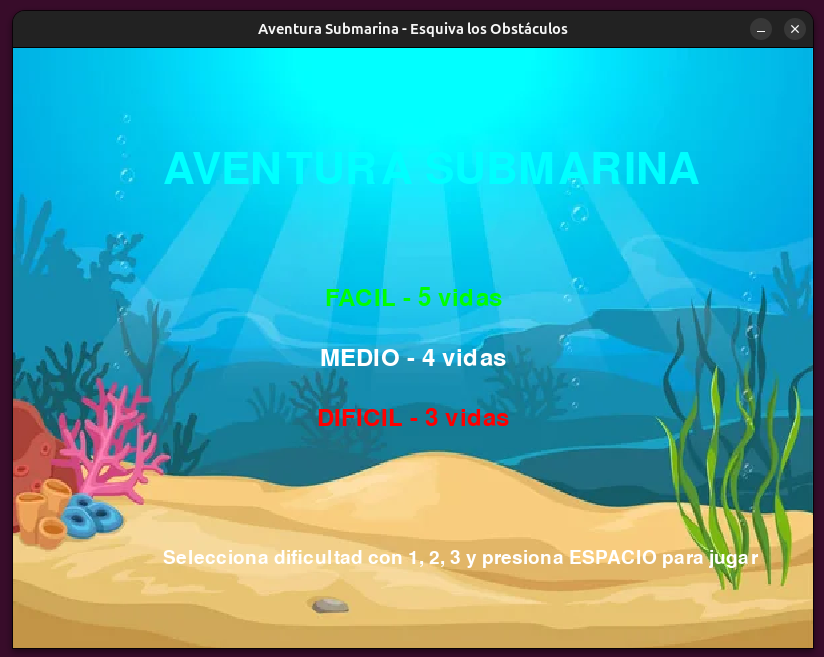 Aventura Submarina - Esquiva los Obstáculos
AVENTURA SUBMARINA
FACIL - 5 vidas
MEDIO - 4 vidas
DIFICIL - 3 vidas
Selecciona dificultad con 1, 2, 3 y presiona ESPACIO para jugar